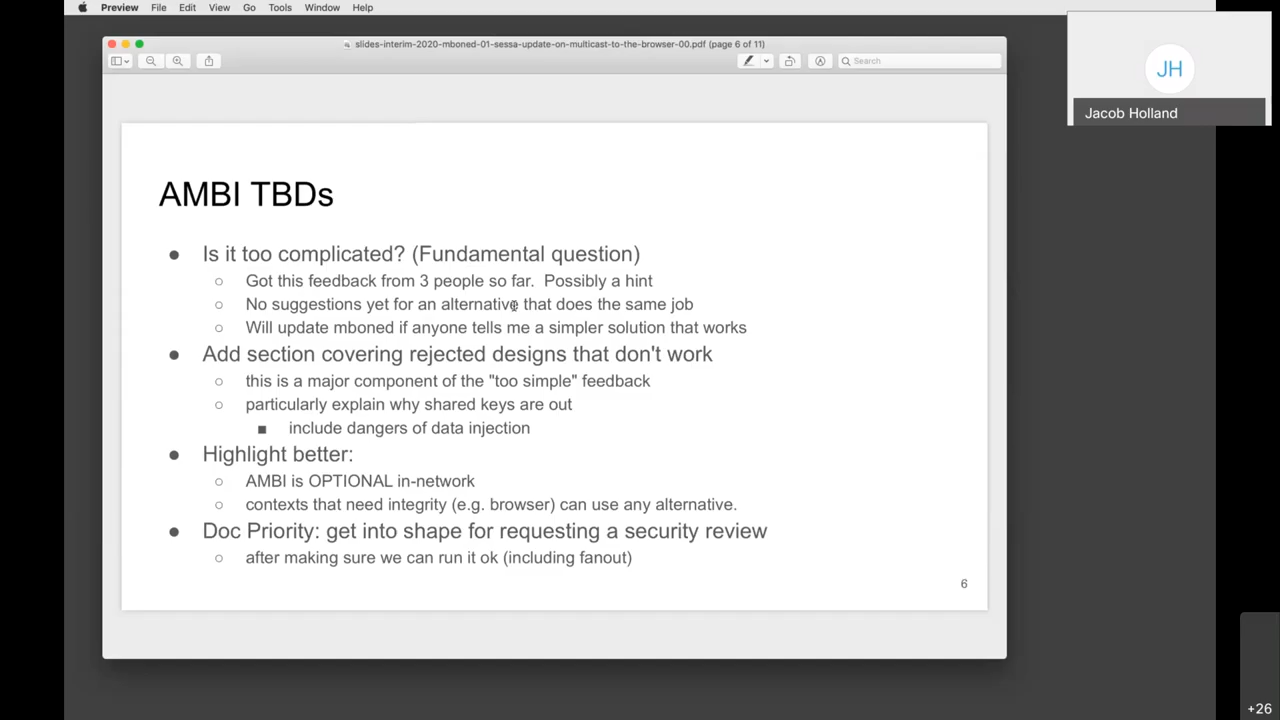 Preview File Edit View Go Tools Window Help
slides-interim-2020-mboned-01-sessa-update-on-multicast-to-the-browser-00.pdf (page 6 of 11)
Search
JH
Jacob Holland
AMBI TBDs
● Is it too complicated? (Fundamental question)
○ Got this feedback from 3 people so far. Possibly a hint
○ No suggestions yet for an alternative that does the same job
○ Will update mboned if anyone tells me a simpler solution that works
● Add section covering rejected designs that don't work
○ this is a major component of the "too simple" feedback
○ particularly explain why shared keys are out
■ include dangers of data injection
● Highlight better:
○ AMBI is OPTIONAL in-network
○ contexts that need integrity (e.g. browser) can use any alternative.
● Doc Priority: get into shape for requesting a security review
○ after making sure we can run it ok (including fanout)
6
+26